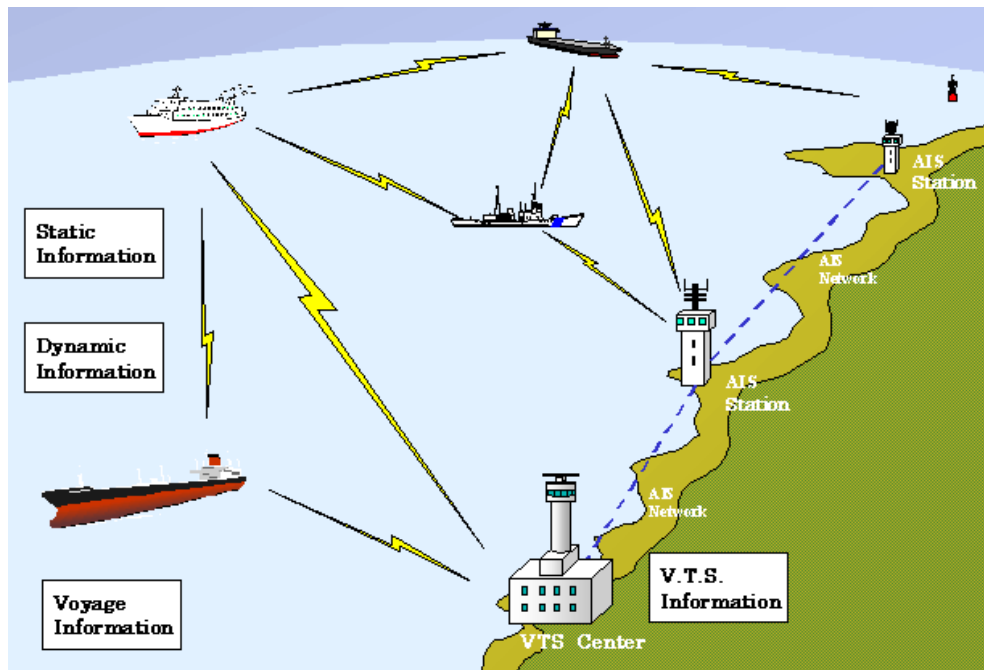 AIS
Station
Static
Information
AIS
Network
Dynamic
Information
AIS
Station
AIS
Network
V.T.S.
Information
Voyage
Information
VTS Center